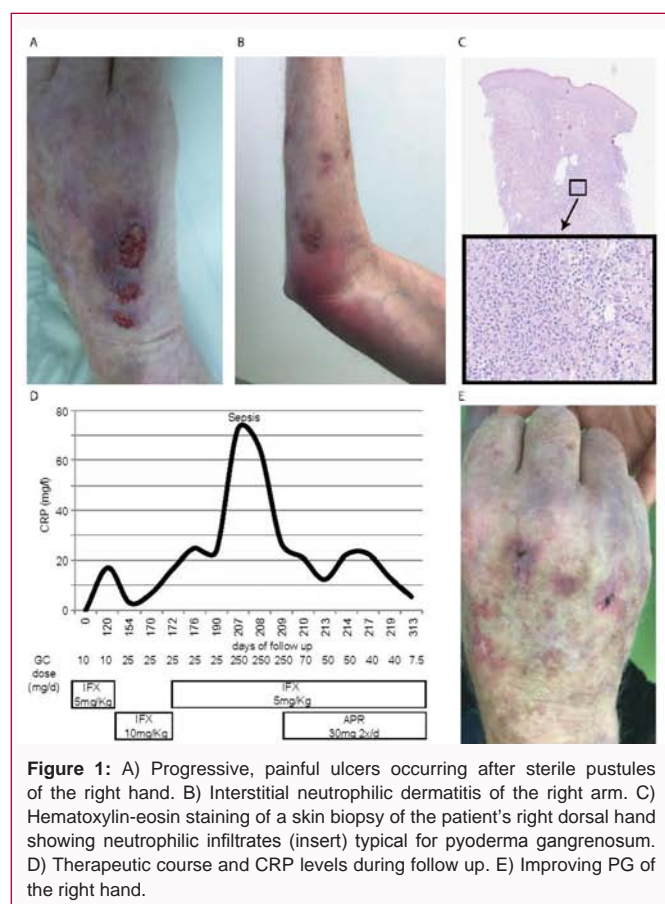 A
B
C
D
Sepsis
80
60
40
20
0
CRP (mg/l)
0 120 154 170 172 176 190 207 208 209 210 213 214 217 219 313
days of follow up
GC dose (mg/d)
10 10 25 25 25 25 25 250 250 250 70 50 50 40 40 7.5
IFX 5mg/Kg
IFX 5mg/Kg
IFX 10mg/Kg
APR 30mg 2x/d
E
Figure 1: A) Progressive, painful ulcers occurring after sterile pustules
of the right hand. B) Interstitial neutrophilic dermatitis of the right arm. C)
Hematoxylin-eosin staining of a skin biopsy of the patient's right dorsal hand
showing neutrophilic infiltrates (insert) typical for pyoderma gangrenosum.
D) Therapeutic course and CRP levels during follow up. E) Improving PG of
the right hand.